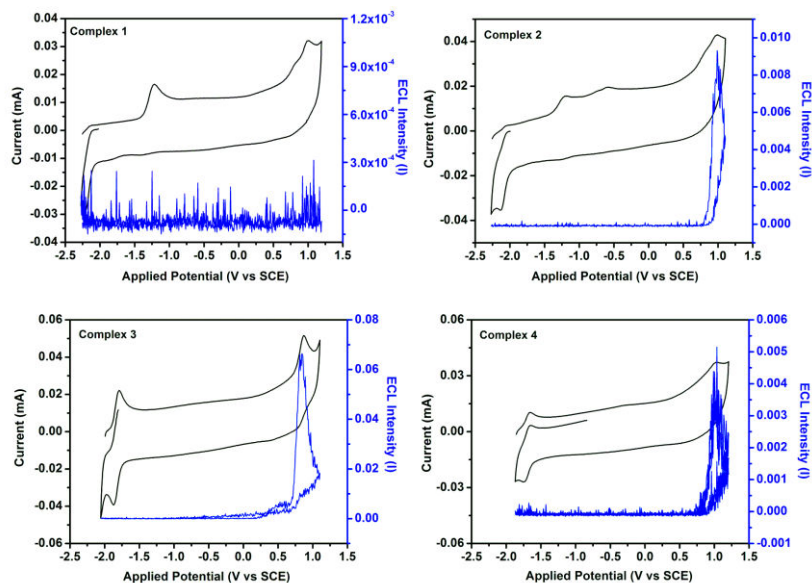 Complex 1
Current (mA)
0.04
0.03
0.02
0.01
0.00
-0.01
-0.02
-0.03
-0.04
-2.5 -2.0 -1.5 -1.0 -0.5 0.0 0.5 1.0 1.5
Applied Potential (V vs SCE)
1.2x10⁻³
9.0x10⁻⁴
6.0x10⁻⁴
3.0x10⁻⁴
0.0
ECL Intensity (I)
Complex 2
Current (mA)
0.04
0.02
0.00
-0.02
-0.04
-2.5 -2.0 -1.5 -1.0 -0.5 0.0 0.5 1.0 1.5
Applied Potential (V vs SCE)
0.010
0.008
0.006
0.004
0.002
0.000
ECL Intensity (I)
Complex 3
Current (mA)
0.06
0.04
0.02
0.00
-0.02
-0.04
-0.06
-2.5 -2.0 -1.5 -1.0 -0.5 0.0 0.5 1.0 1.5
Applied Potential (V vs SCE)
0.08
0.06
0.04
0.02
0.00
ECL Intensity (I)
Complex 4
Current (mA)
0.06
0.03
0.00
-0.03
-0.06
-2.5 -2.0 -1.5 -1.0 -0.5 0.0 0.5 1.0 1.5
Applied Potential (V vs SCE)
0.006
0.005
0.004
0.003
0.002
0.001
0.000
-0.001
ECL Intensity (I)